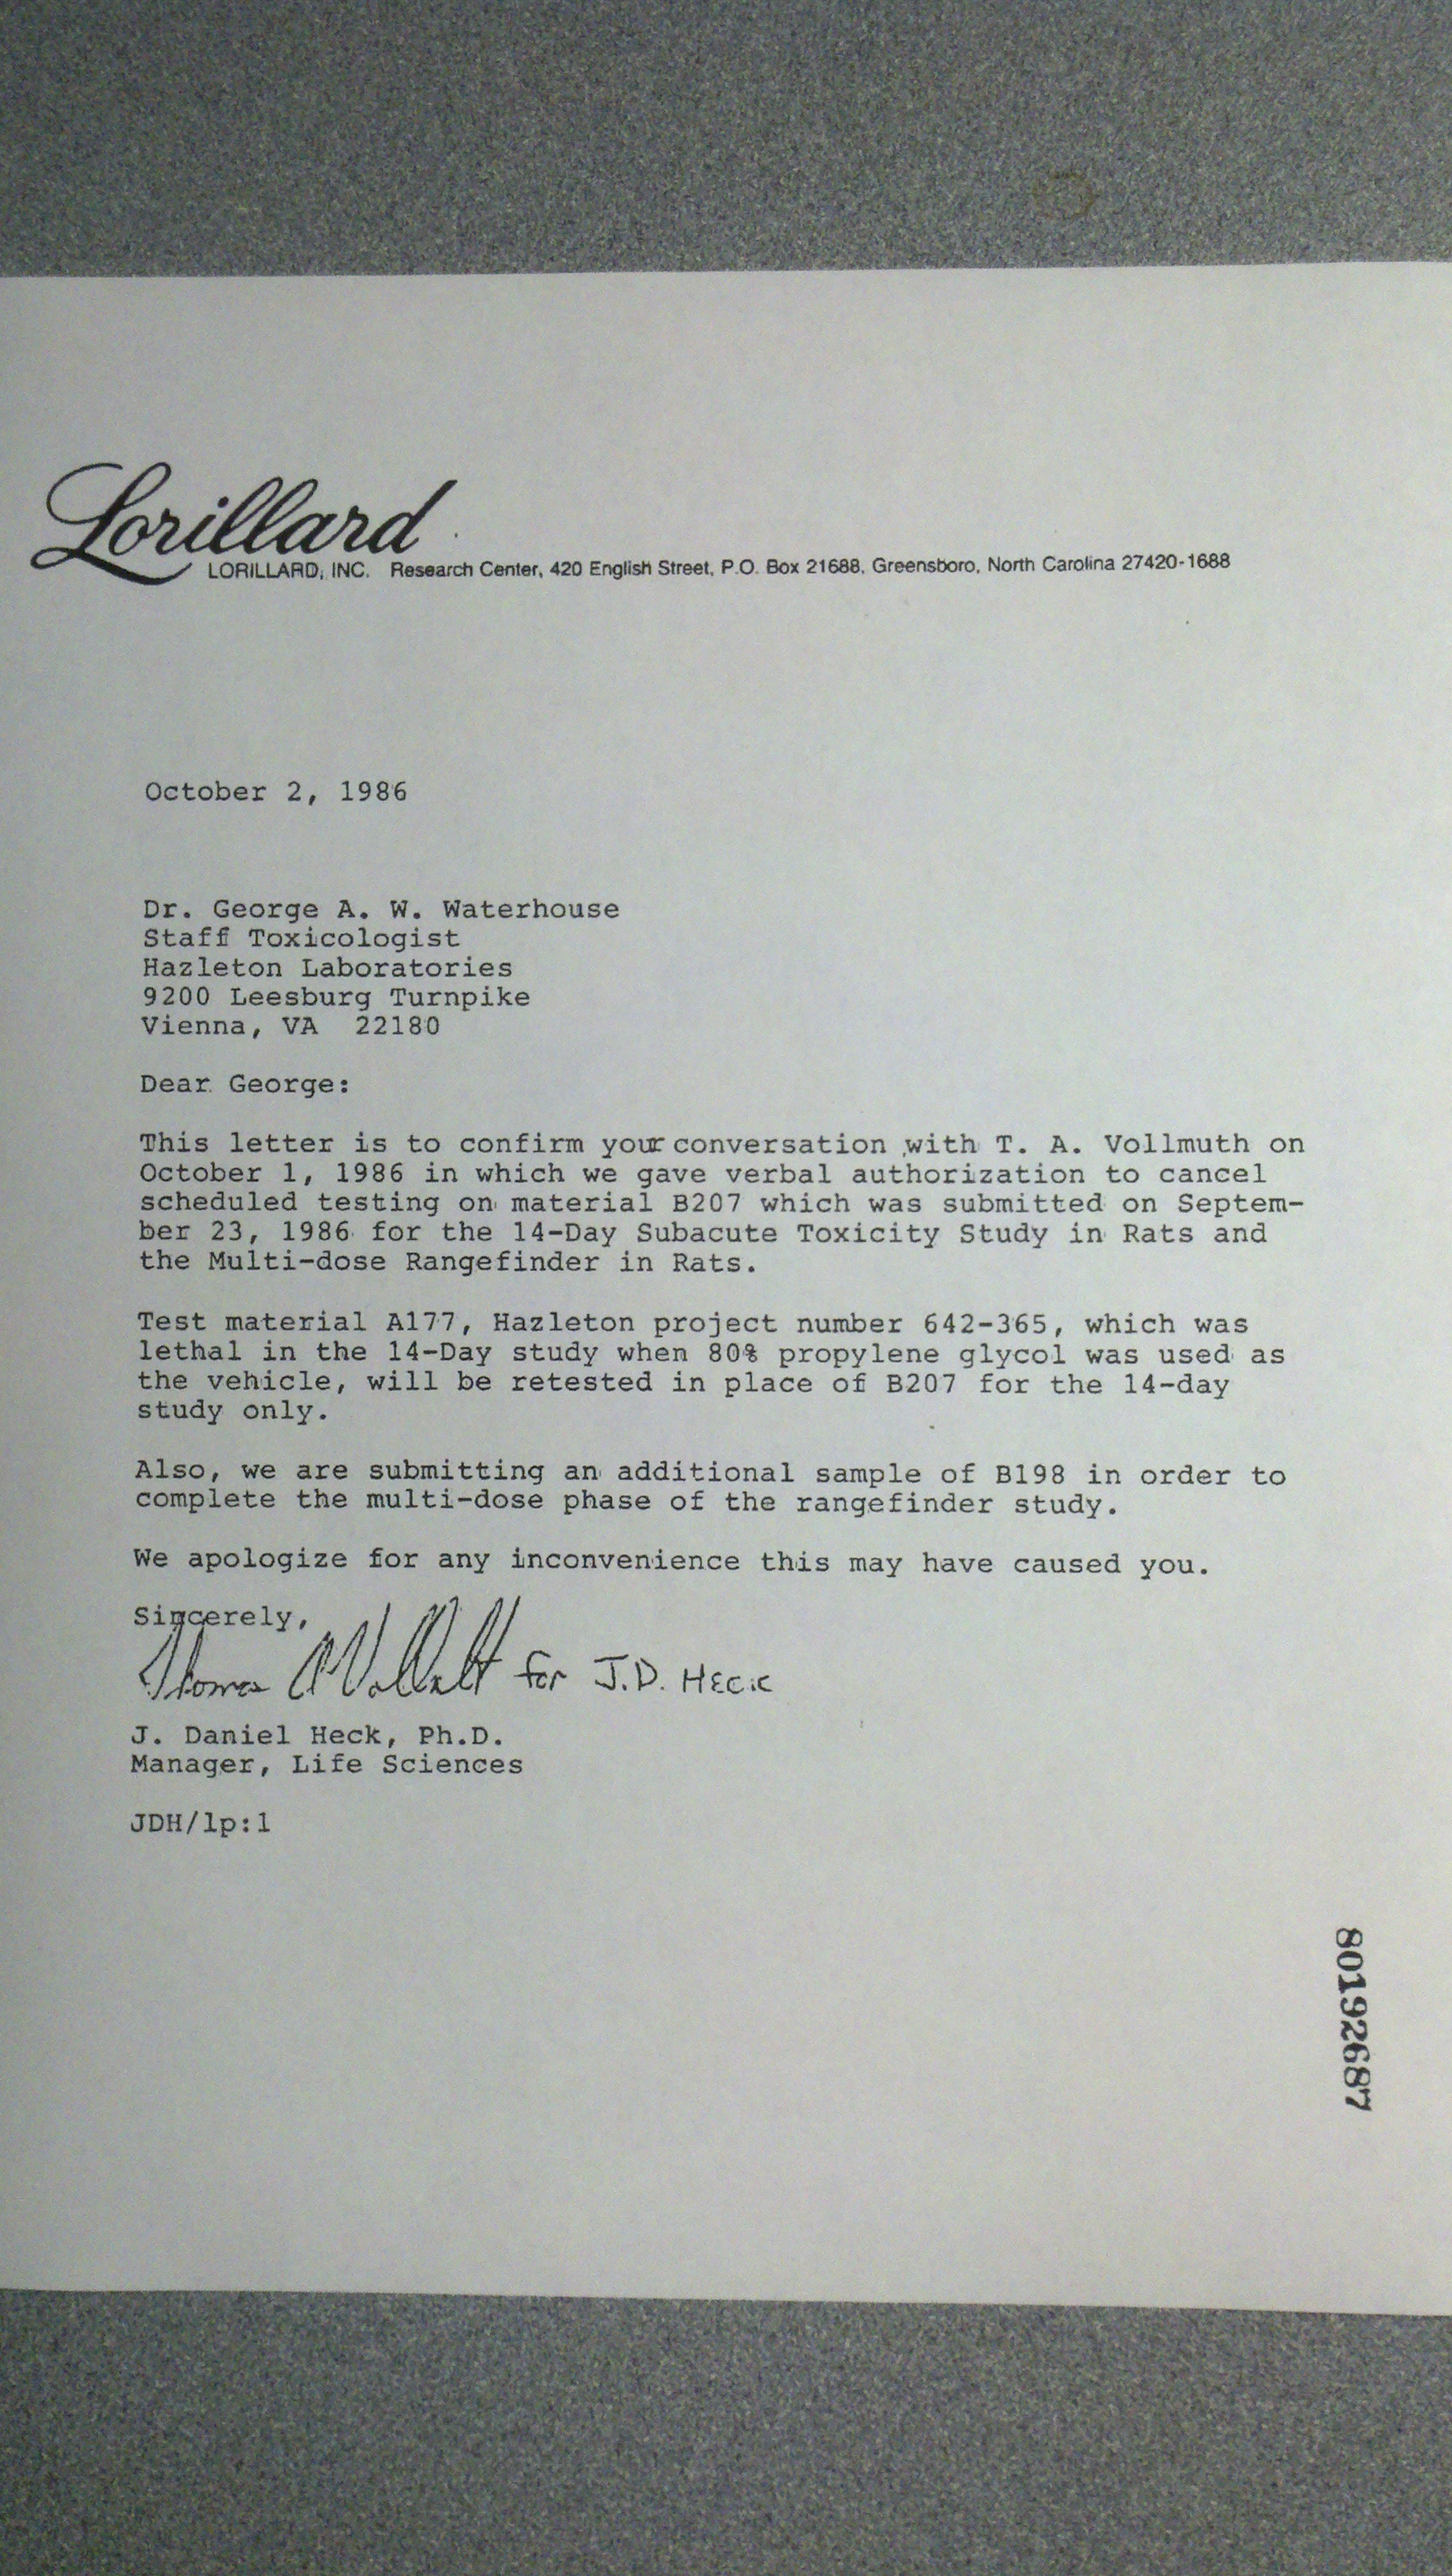 Lorillard
LORILLARD, INC. Research Center, 420 English Street, P.O. Box 21688, Greensboro, North Carolina 27420-1688
October 2, 1986
Dr. George A. W. Waterhouse
Staff Toxicologist
Hazleton Laboratories
9200 Leesburg Turnpike
Vienna, VA 22180
Dear George:
This letter is to confirm your conversation with T. A. Vollmuth on
October 1, 1986 in which we gave verbal authorization to cancel
scheduled testing on material B207 which was submitted on Septem-
ber 23, 1986 for the 14-Day Subacute Toxicity Study in Rats and
the Multi-dose Rangefinder in Rats.
Test material A177, Hazleton project number 642-365, which was
lethal in the 14-Day study when 80% propylene glycol was used as
the vehicle, will be retested in place of B207 for the 14-day
study only.
Also, we are submitting an additional sample of B198 in order to
complete the multi-dose phase of the rangefinder study.
We apologize for any inconvenience this may have caused you.
Sincerely,
Thomas A Vollmuth for J.D. HECK
J. Daniel Heck, Ph.D.
Manager, Life Sciences
JDH/lp:1
80192687